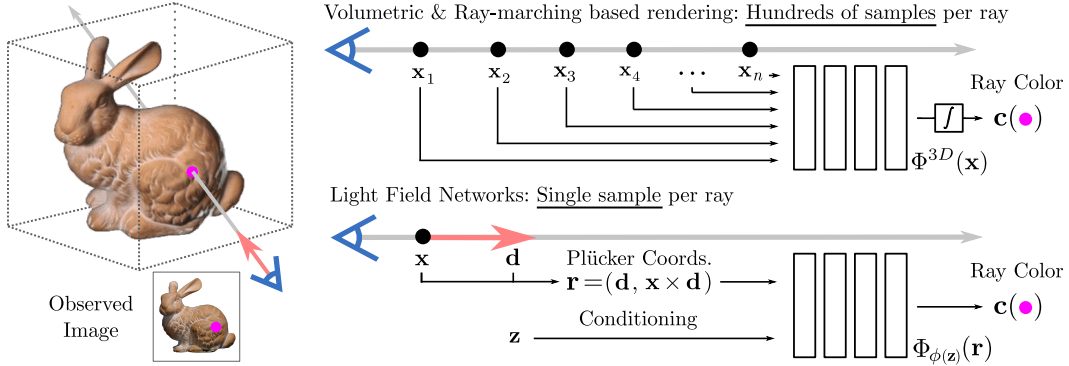 Volumetric & Ray-marching based rendering: Hundreds of samples per ray
x₁ x₂ x₃ x₄ ... xₙ
Ray Color
∫ c( )
Φ³ᴰ(x)
Light Field Networks: Single sample per ray
x d Plücker Coords.
r=(d, x × d)
Ray Color
c( )
z Conditioning
Φ_ϕ(z)(r)
Observed
Image